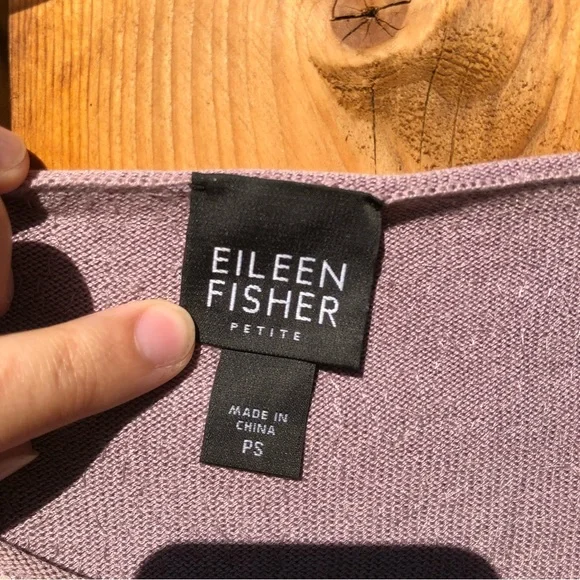 EILEEN
FISHER
PETITE
MADE IN
CHINA
PS